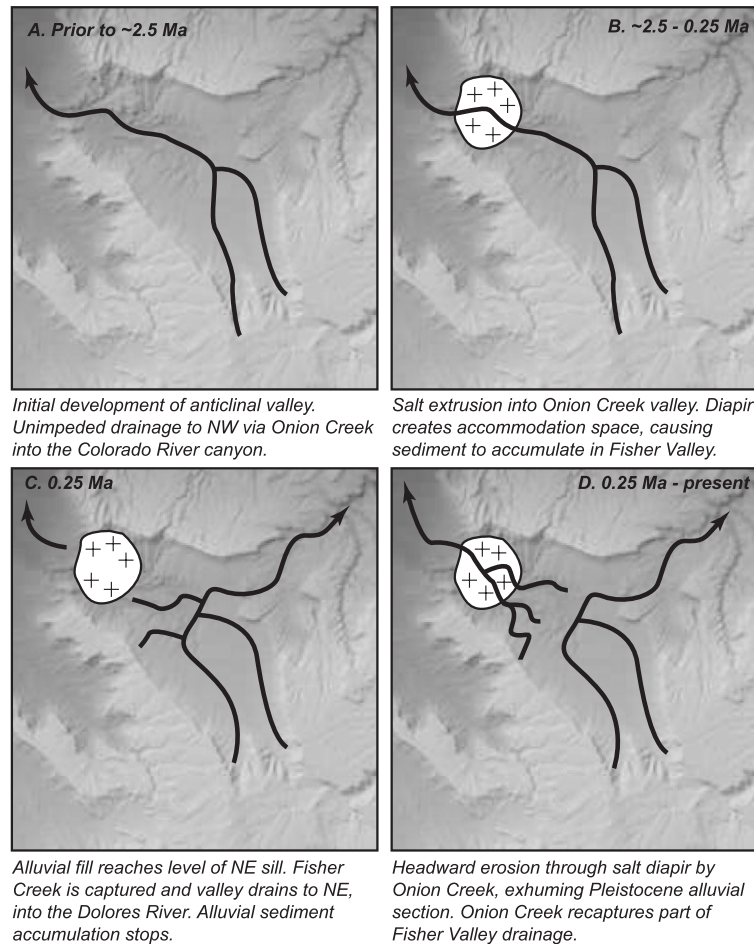 A. Prior to ~2.5 Ma
B. ~2.5 - 0.25 Ma
Initial development of anticlinal valley.
Unimpeded drainage to NW via Onion Creek
into the Colorado River canyon.
Salt extrusion into Onion Creek valley. Diapir
creates accommodation space, causing
sediment to accumulate in Fisher Valley.
C. 0.25 Ma
D. 0.25 Ma - present
Alluvial fill reaches level of NE sill. Fisher
Creek is captured and valley drains to NE,
into the Dolores River. Alluvial sediment
accumulation stops.
Headward erosion through salt diapir by
Onion Creek, exhuming Pleistocene alluvial
section. Onion Creek recaptures part of
Fisher Valley drainage.